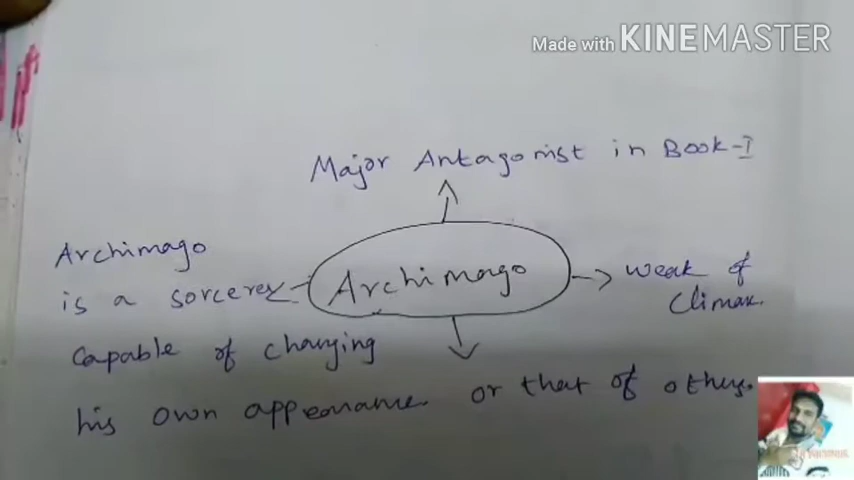 Made with KINEMASTER
Major Antagonist in Book-I
Archimago
Archimago
is a sorcerer
weak of
Climax.
Capable of changing
his own appearance or that of others.